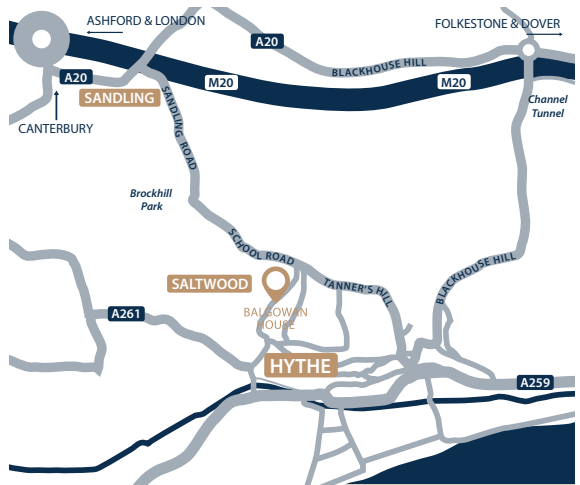 ASHFORD & LONDON
FOLKESTONE & DOVER
A20
BLACKHOUSE HILL
A20
M20
M20
SANDLING
Channel
Tunnel
CANTERBURY
SANDLING ROAD
Brockhill
Park
SCHOOL ROAD
SALTWOOD
TANNER'S HILL
BLACKHOUSE HILL
BALGOWAN
HOUSE
A261
HYTHE
A259